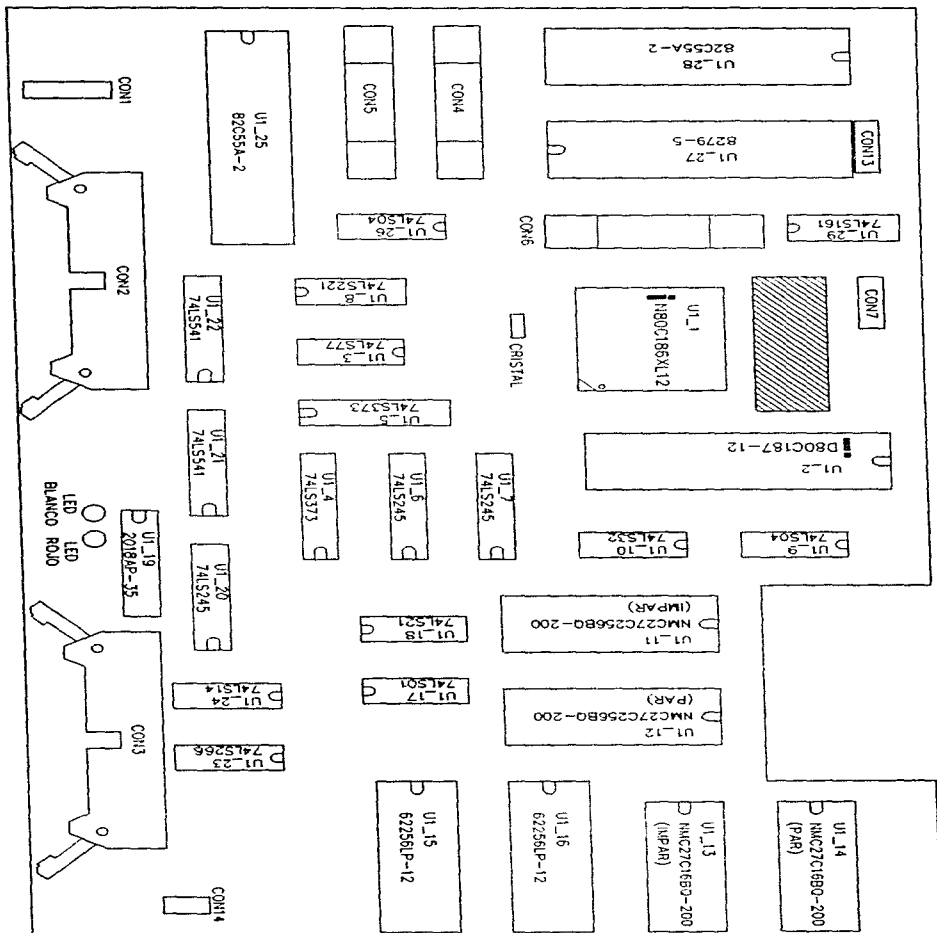 U1_28
82C55A-2
CON1
CON5
CON4
U1_25
82C55A-2
U1_27
8279-5
CON13
U1_26
74LS04
CON6
U1_29
74LS161
CON2
U1_22
74LS541
U1_8
74LS221
CON7
U1_1
N80C186XL12
CRISTAL
U1_3
74LS77
U1_5
74LS373
U1_21
74LS541
U1_4
74LS373
U1_6
74LS245
U1_7
74LS245
U1_2
D80C187-12
LED
BLANCO
LED
ROJO
U1_19
2018AP-35
U1_20
74LS245
U1_10
74LS32
U1_9
74LS04
U1_18
74LS21
U1_11
NMC27C256BQ-200
(IMPAR)
U1_24
74LS14
U1_17
74LS01
U1_12
NMC27C256BQ-200
(PAR)
CON3
U1_23
74LS266
U1_15
62256LP-12
U1_16
62256LP-12
U1_13
NMC27C16BQ-200
(IMPAR)
U1_14
NMC27C16BQ-200
(PAR)
CON14